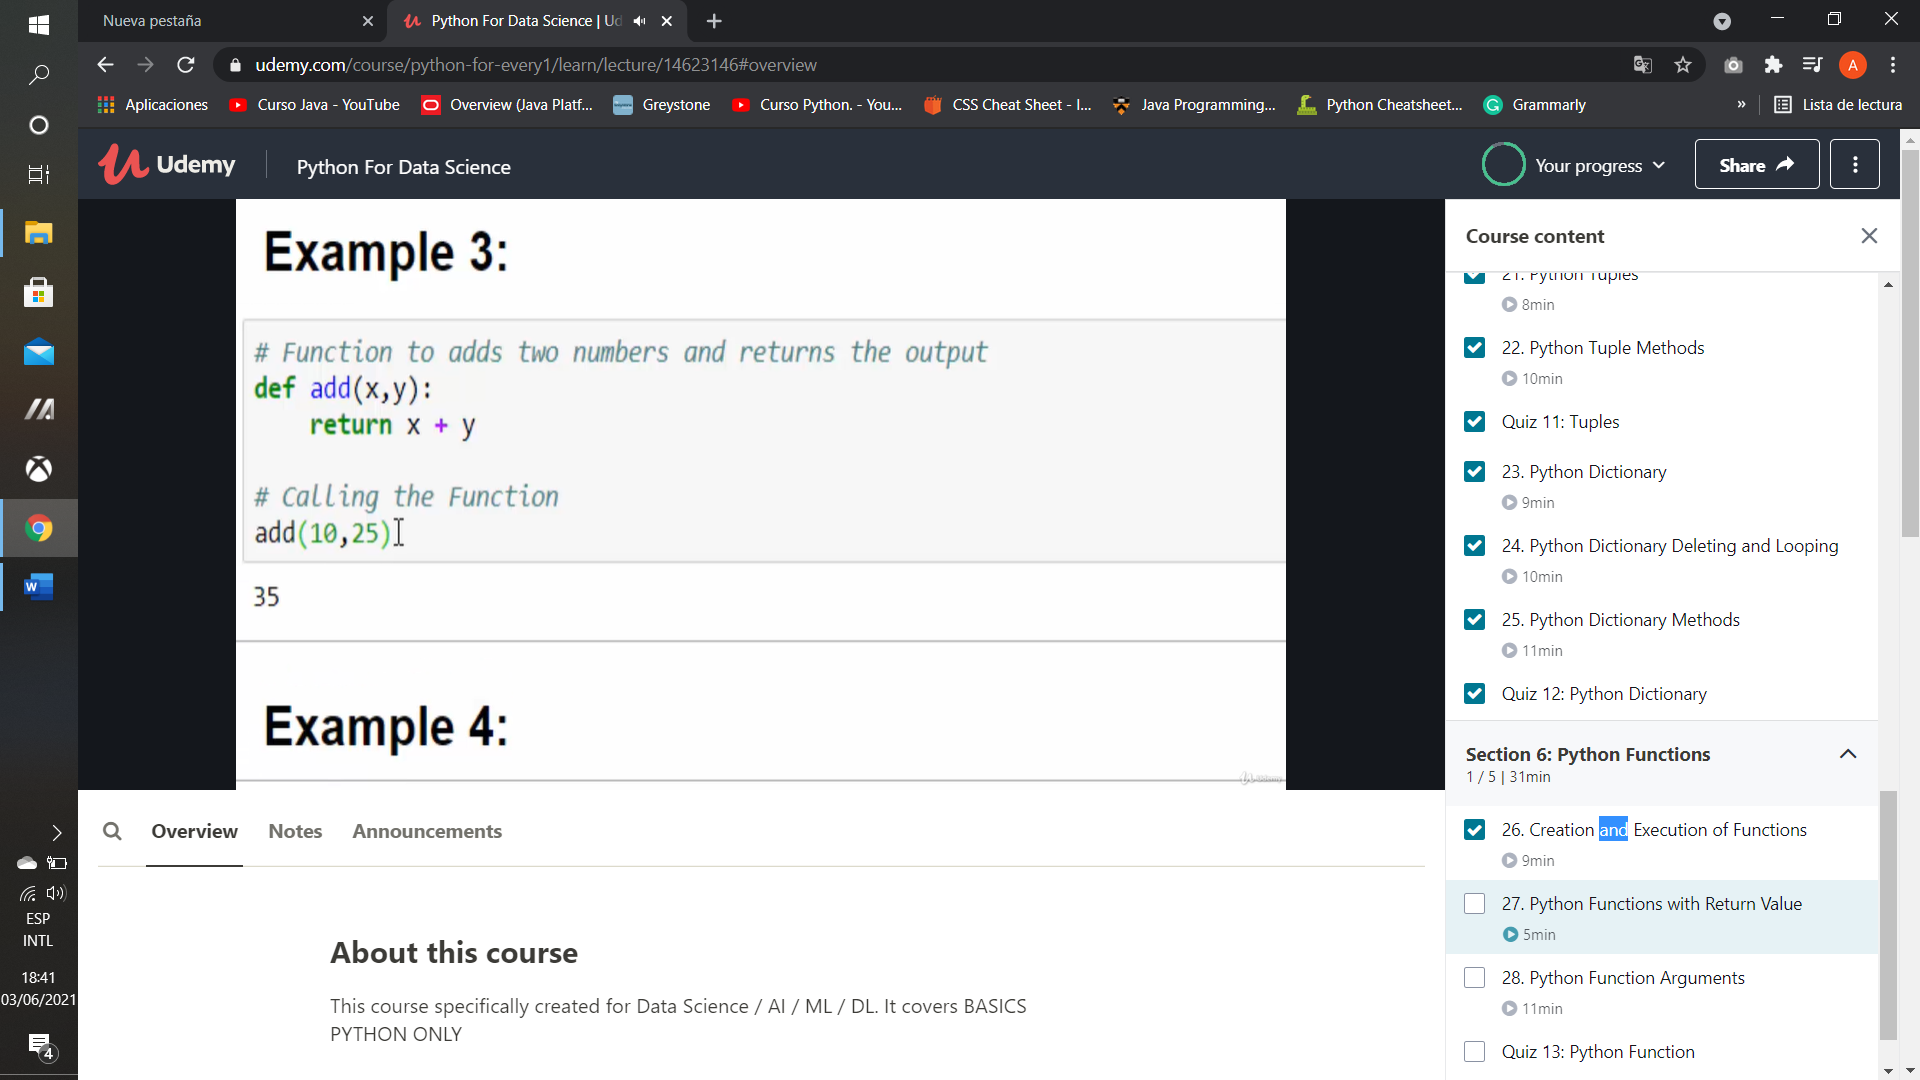 Nueva pestaña
Python For Data Science | Ud
udemy.com/course/python-for-every1/learn/lecture/14623146#overview
A
Aplicaciones
Curso Java - YouTube
Overview (Java Platf...
Greystone
Curso Python. - You...
CSS Cheat Sheet - I...
Java Programming...
Python Cheatsheet...
Grammarly
»
Lista de lectura
Udemy
Python For Data Science
Your progress
Share
Example 3:
# Function to adds two numbers and returns the output
def add(x,y):
return x + y
# Calling the Function
add(10,25)
35
Example 4:
Udemy
Overview
Notes
Announcements
About this course
This course specifically created for Data Science / AI / ML / DL. It covers BASICS
PYTHON ONLY
Course content
21. Python Tuples
8min
22. Python Tuple Methods
10min
Quiz 11: Tuples
23. Python Dictionary
9min
24. Python Dictionary Deleting and Looping
10min
25. Python Dictionary Methods
11min
Quiz 12: Python Dictionary
Section 6: Python Functions
1 / 5 | 31min
26. Creation and Execution of Functions
9min
27. Python Functions with Return Value
5min
28. Python Function Arguments
11min
Quiz 13: Python Function
W
ESP
INTL
18:41
03/06/2021
4